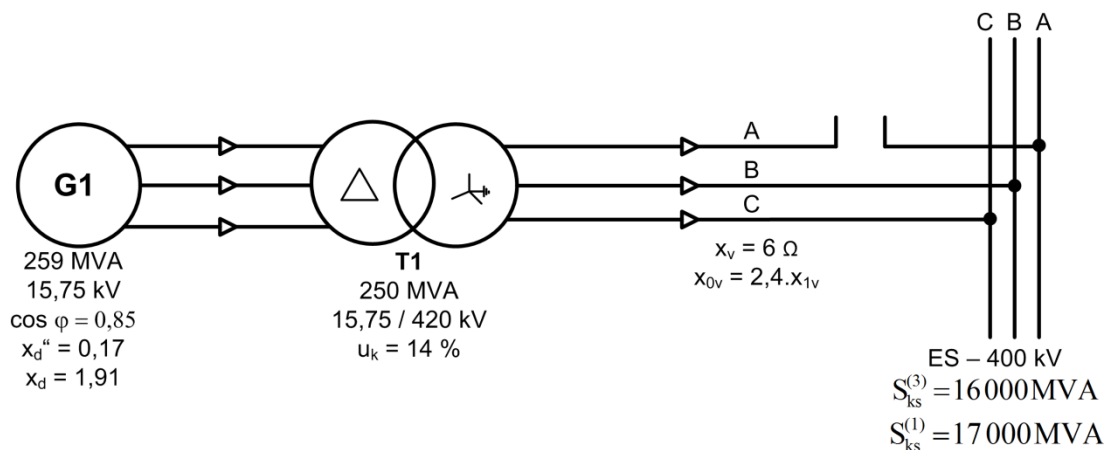 C B A
A
B
C
G1
259 MVA
15,75 kV
cos φ = 0,85
x_d“ = 0,17
x_d = 1,91
T1
250 MVA
15,75 / 420 kV
u_k = 14 %
x_v = 6 Ω
x_0v = 2,4.x_1v
ES – 400 kV
S_ks^(3) = 16 000 MVA
S_ks^(1) = 17 000 MVA